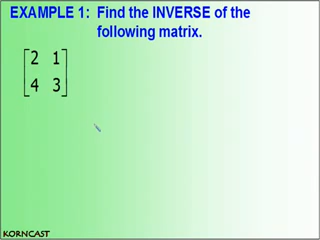 EXAMPLE 1: Find the INVERSE of the
following matrix.
2 1
4 3
KORNCAST